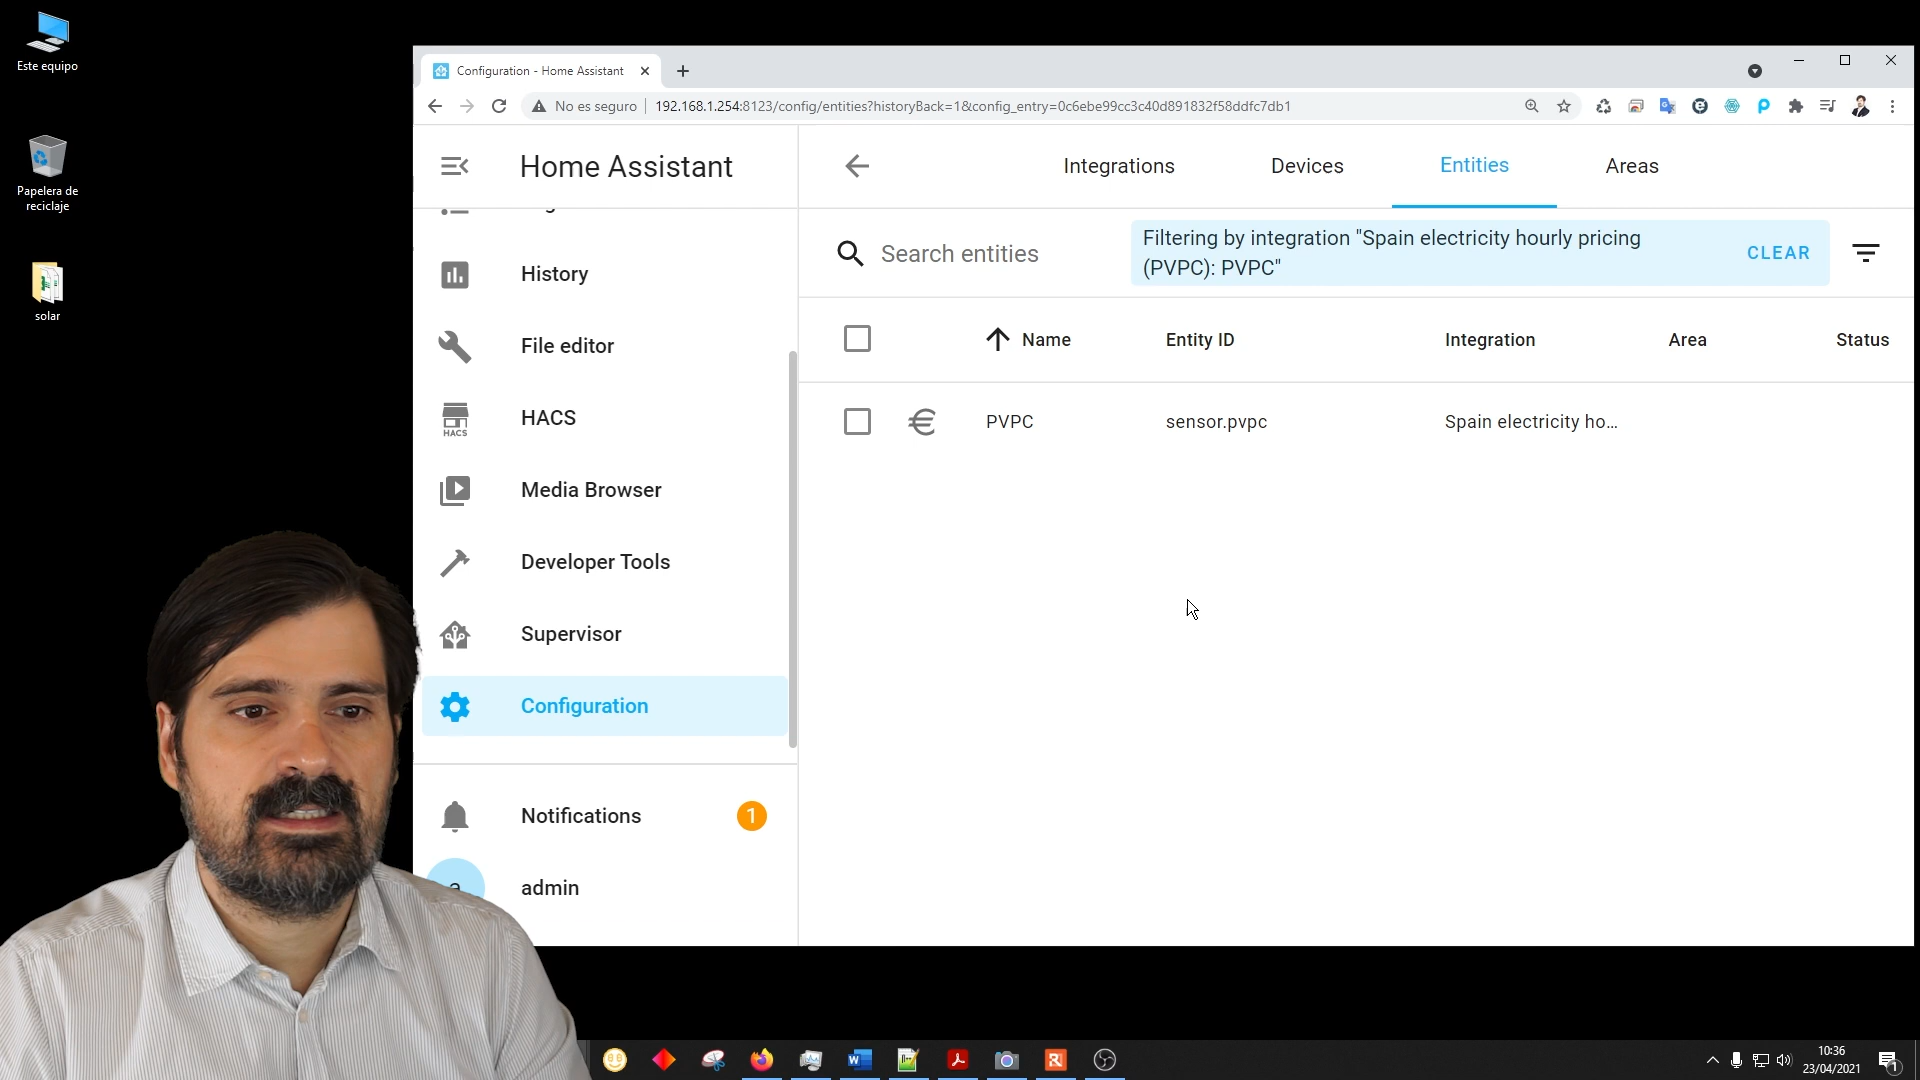 Este equipo
Papelera de
reciclaje
solar
Configuration - Home Assistant
No es seguro
192.168.1.254:8123/config/entities?historyBack=1&config_entry=0c6ebe99cc3c40d891832f58ddfc7db1
Home Assistant
History
File editor
HACS
HACS
Media Browser
Developer Tools
Supervisor
Configuration
Notifications
1
a
admin
Integrations
Devices
Entities
Areas
Search entities
Filtering by integration "Spain electricity hourly pricing
(PVPC): PVPC"
CLEAR
Name
Entity ID
Integration
Area
Status
PVPC
sensor.pvpc
Spain electricity ho...
10:36
23/04/2021
1